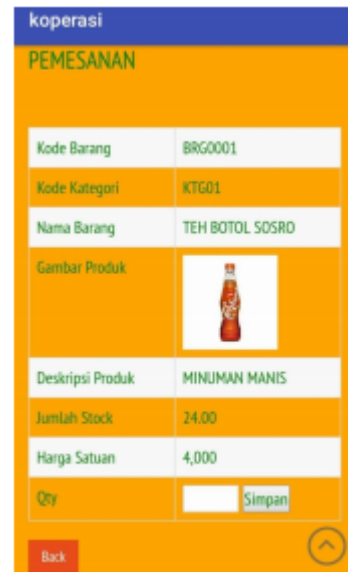 koperasi
PEMESANAN
Kode Barang BRG0001
Kode Kategori KTG01
Nama Barang TEH BOTOL SOSRO
Gambar Produk
Deskripsi Produk MINUMAN MANIS
Jumlah Stock 24.00
Harga Satuan 4,000
Qty Simpan
Back